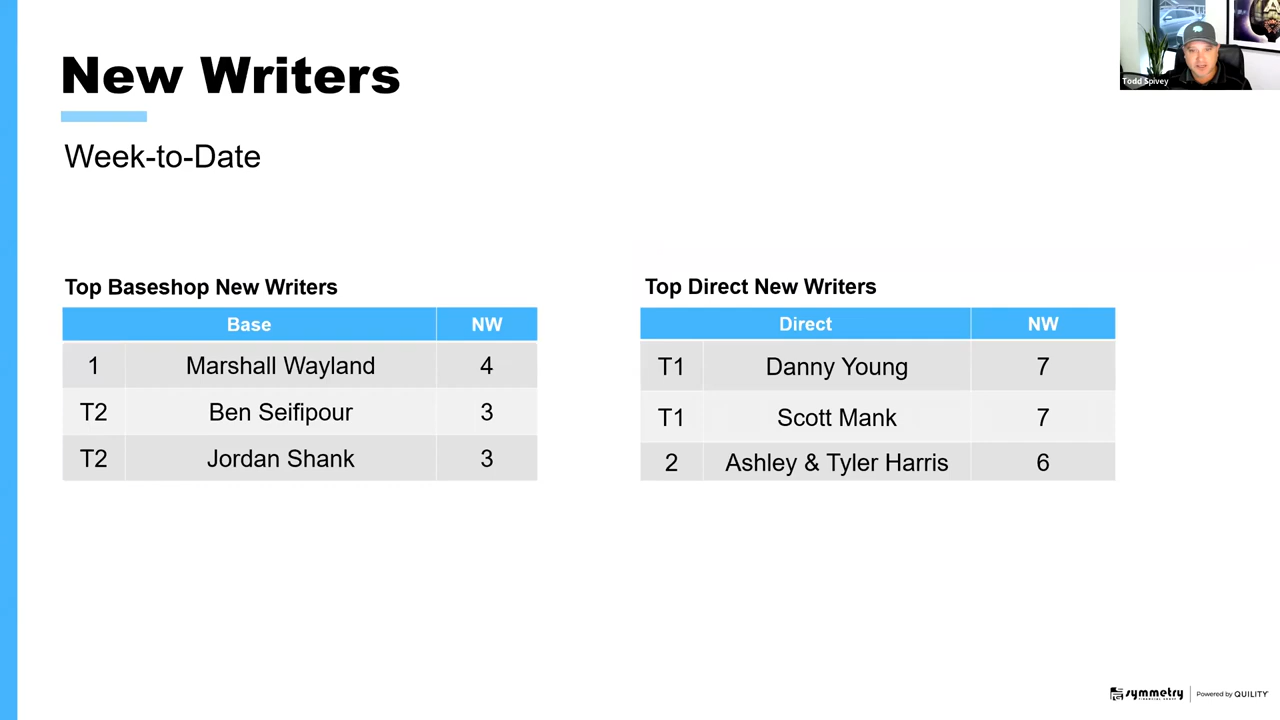 New Writers
Week-to-Date
Todd Spivey
Top Baseshop New Writers
Base NW
1 Marshall Wayland 4
T2 Ben Seifipour 3
T2 Jordan Shank 3
Top Direct New Writers
Direct NW
T1 Danny Young 7
T1 Scott Mank 7
2 Ashley & Tyler Harris 6
symmetry
FINANCIAL GROUP
Powered by QUILITY